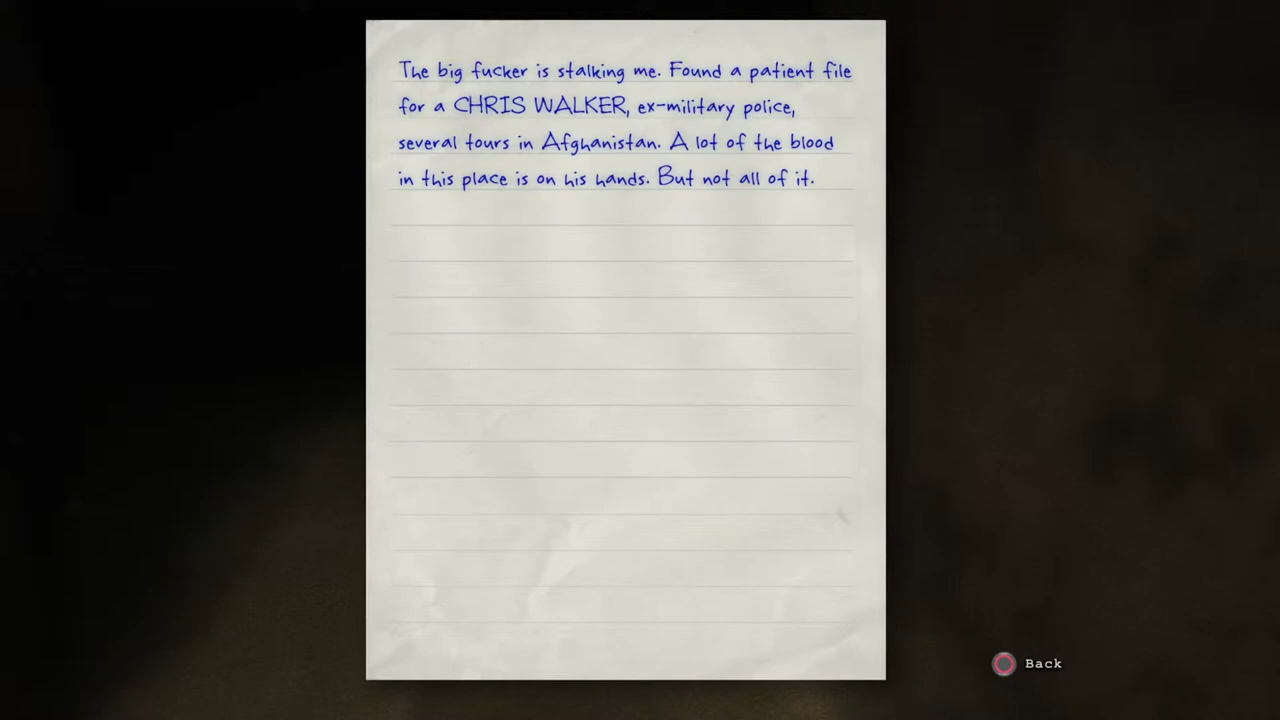 The big fucker is stalking me. Found a patient file
for a CHRIS WALKER, ex-military police,
several tours in Afghanistan. A lot of the blood
in this place is on his hands. But not all of it.
Back